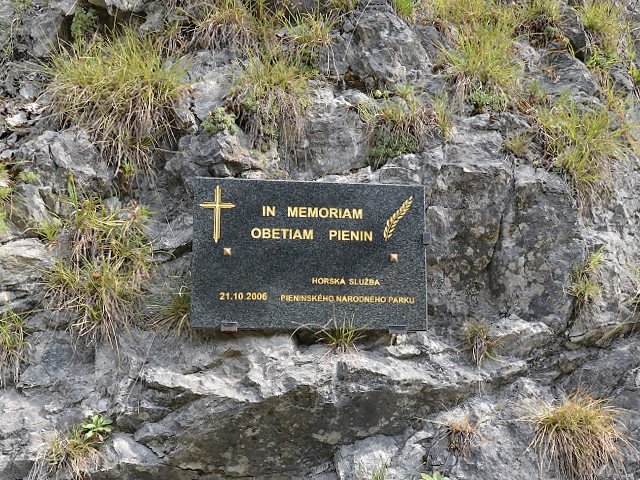 IN MEMORIAM
OBETIAM PIENIN
HORSKÁ SLUŽBA
21.10.2006 PIENINSKÉHO NÁRODNÉHO PARKU